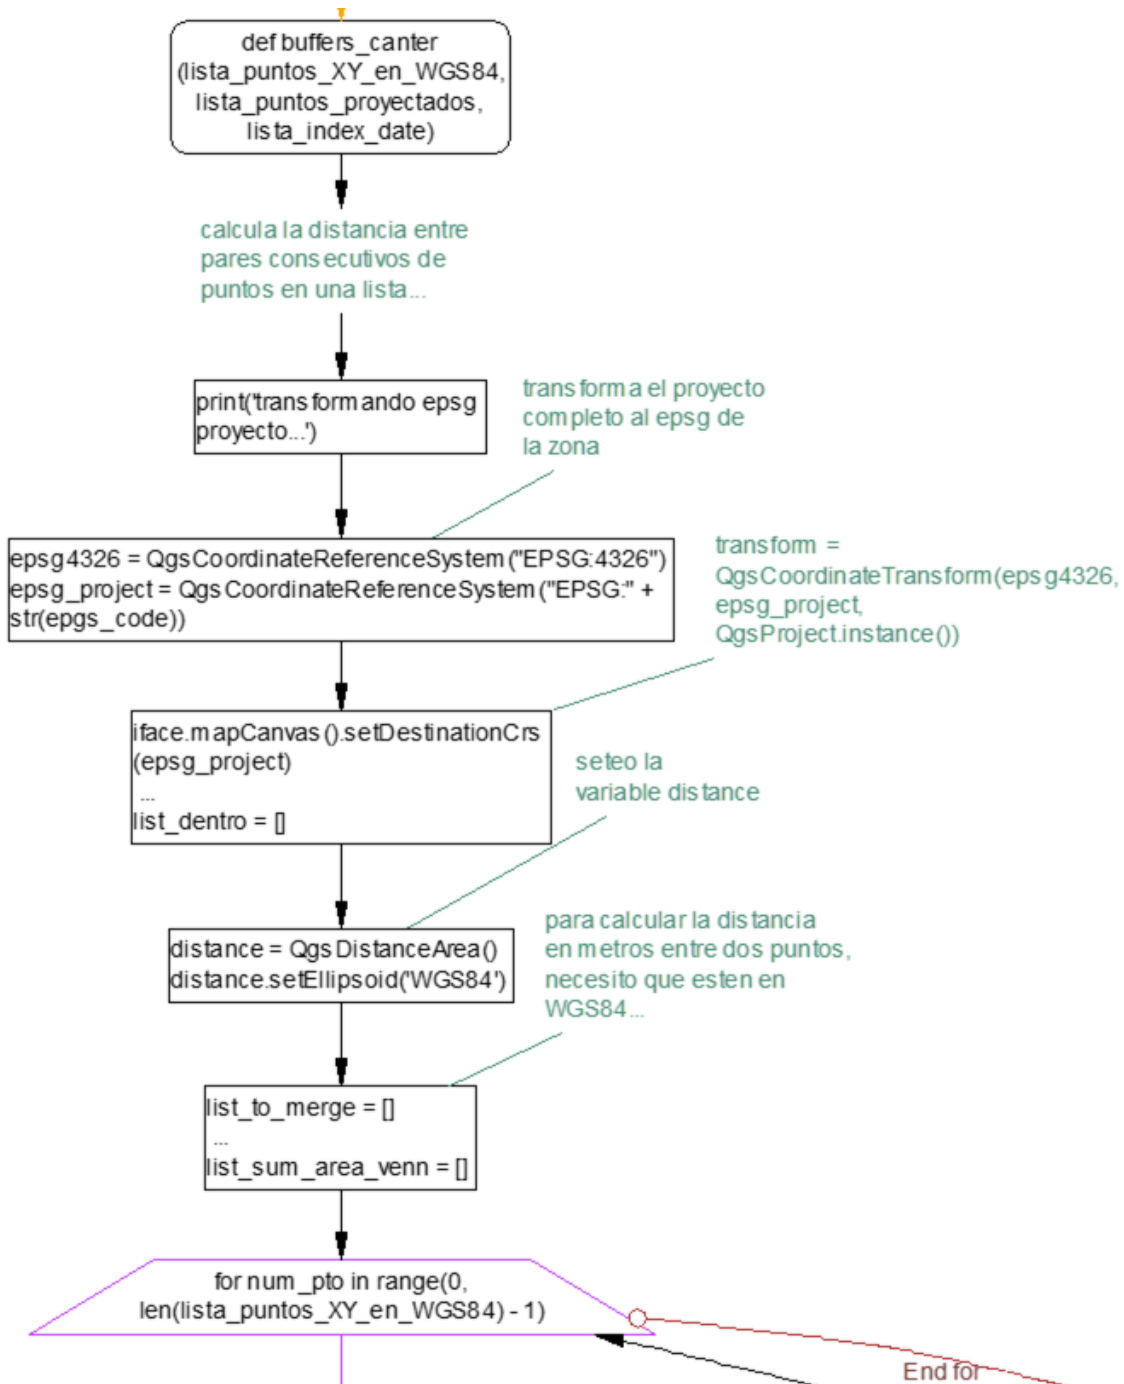 def buffers_canter
(lista_puntos_XY_en_WGS84,
lista_puntos_proyectados,
lista_index_date)
calcula la distancia entre
pares consecutivos de
puntos en una lista...
print('transformando epsg
proyecto...')
transforma el proyecto
completo al epsg de
la zona
epsg4326 = QgsCoordinateReferenceSystem("EPSG:4326")
epsg_project = QgsCoordinateReferenceSystem("EPSG:" +
str(epgs_code))
transform =
QgsCoordinateTransform(epsg4326,
epsg_project,
QgsProject.instance())
iface.mapCanvas().setDestinationCrs
(epsg_project)
...
list_dentro = []
seteo la
variable distance
distance = QgsDistanceArea()
distance.setEllipsoid('WGS84')
para calcular la distancia
en metros entre dos puntos,
necesito que esten en
WGS84...
list_to_merge = []
...
list_sum_area_venn = []
for num_pto in range(0,
len(lista_puntos_XY_en_WGS84) - 1)
End for